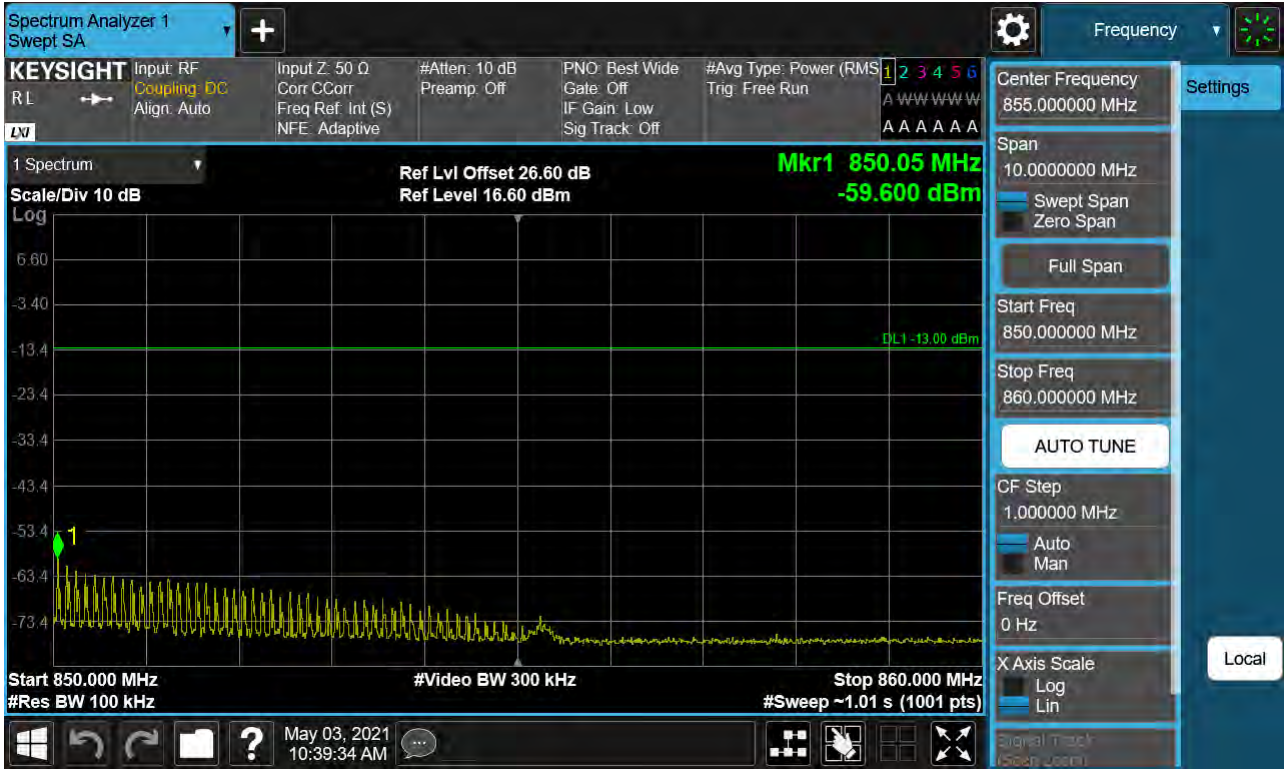 Spectrum Analyzer 1
Swept SA
+
Frequency
KEYSIGHT
R L
LXI
Input: RF
Coupling: DC
Align: Auto
Input Z: 50 Ω
Corr CCorr
Freq Ref: Int (S)
NFE: Adaptive
#Atten: 10 dB
Preamp: Off
PNO: Best Wide
Gate: Off
IF Gain: Low
Sig Track: Off
#Avg Type: Power (RMS
Trig: Free Run
1 2 3 4 5 6
A W W W W W
A A A A A A
1 Spectrum
Scale/Div 10 dB
Log
Ref Lvl Offset 26.60 dB
Ref Level 16.60 dBm
Mkr1 850.05 MHz
-59.600 dBm
6.60
-3.40
DL1 -13.00 dBm
-13.4
-23.4
-33.4
-43.4
-53.4
1
-63.4
-73.4
Start 850.000 MHz
#Res BW 100 kHz
#Video BW 300 kHz
Stop 860.000 MHz
#Sweep ~1.01 s (1001 pts)
Center Frequency
855.000000 MHz
Span
10.0000000 MHz
Swept Span
Zero Span
Full Span
Start Freq
850.000000 MHz
Stop Freq
860.000000 MHz
AUTO TUNE
CF Step
1.000000 MHz
Auto
Man
Freq Offset
0 Hz
X Axis Scale
Log
Lin
Signal Track
(Span Zoom)
Settings
Local
?
May 03, 2021
10:39:34 AM